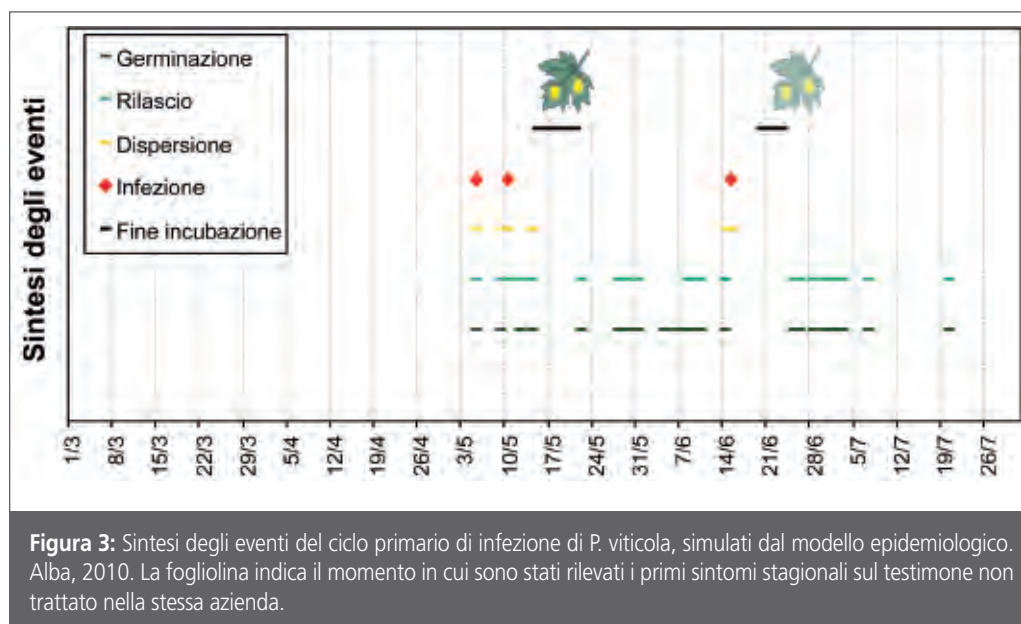 Sintesi degli eventi
Germinazione
Rilascio
Dispersione
Infezione
Fine incubazione
1/3
8/3
15/3
22/3
29/3
5/4
12/4
19/4
26/4
3/5
10/5
17/5
24/5
31/5
7/6
14/6
21/6
28/6
5/7
12/7
19/7
26/7
Figura 3: Sintesi degli eventi del ciclo primario di infezione di P. viticola, simulati dal modello epidemiologico.
Alba, 2010. La fogliolina indica il momento in cui sono stati rilevati i primi sintomi stagionali sul testimone non
trattato nella stessa azienda.